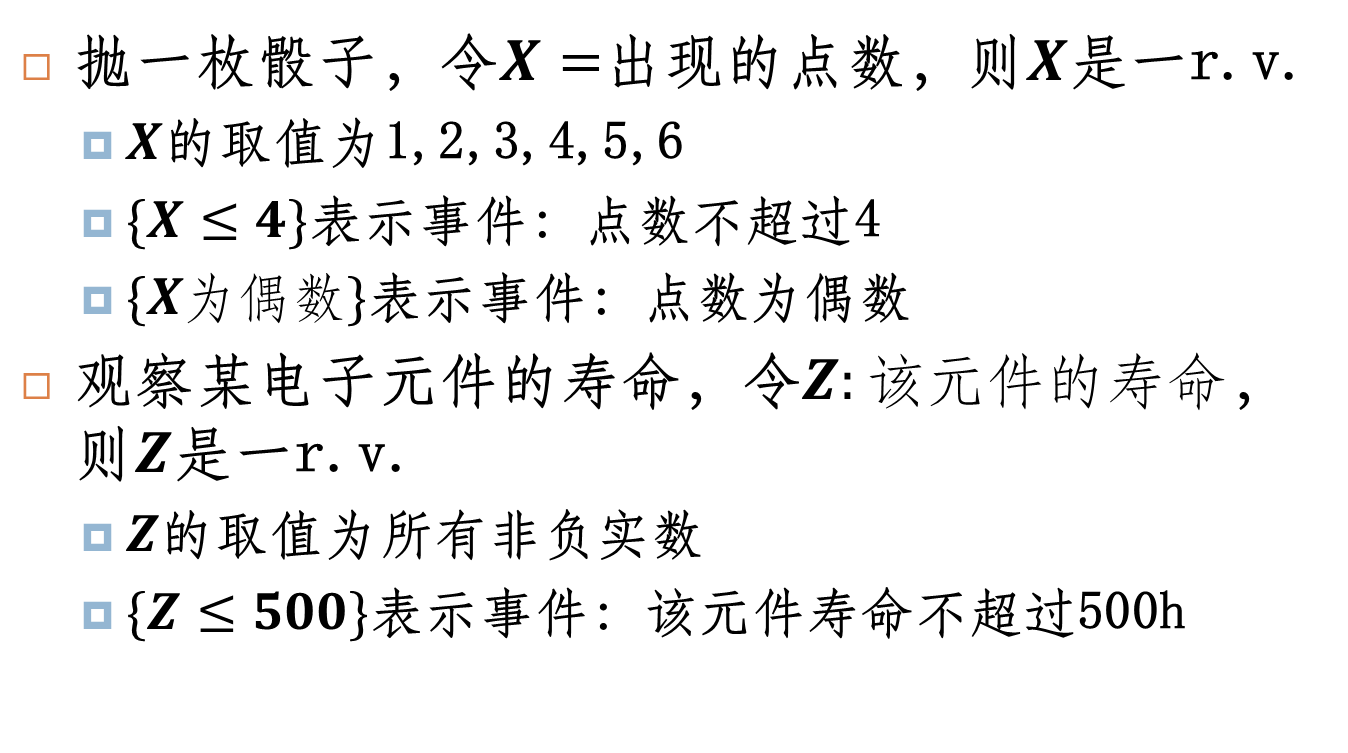 抛一枚骰子，令X =出现的点数，则X是一r.v.
X的取值为1,2,3,4,5,6
{X ≤ 4}表示事件：点数不超过4
{X为偶数}表示事件：点数为偶数
观察某电子元件的寿命，令Z:该元件的寿命，
则Z是一r.v.
Z的取值为所有非负实数
{Z ≤ 500}表示事件：该元件寿命不超过500h